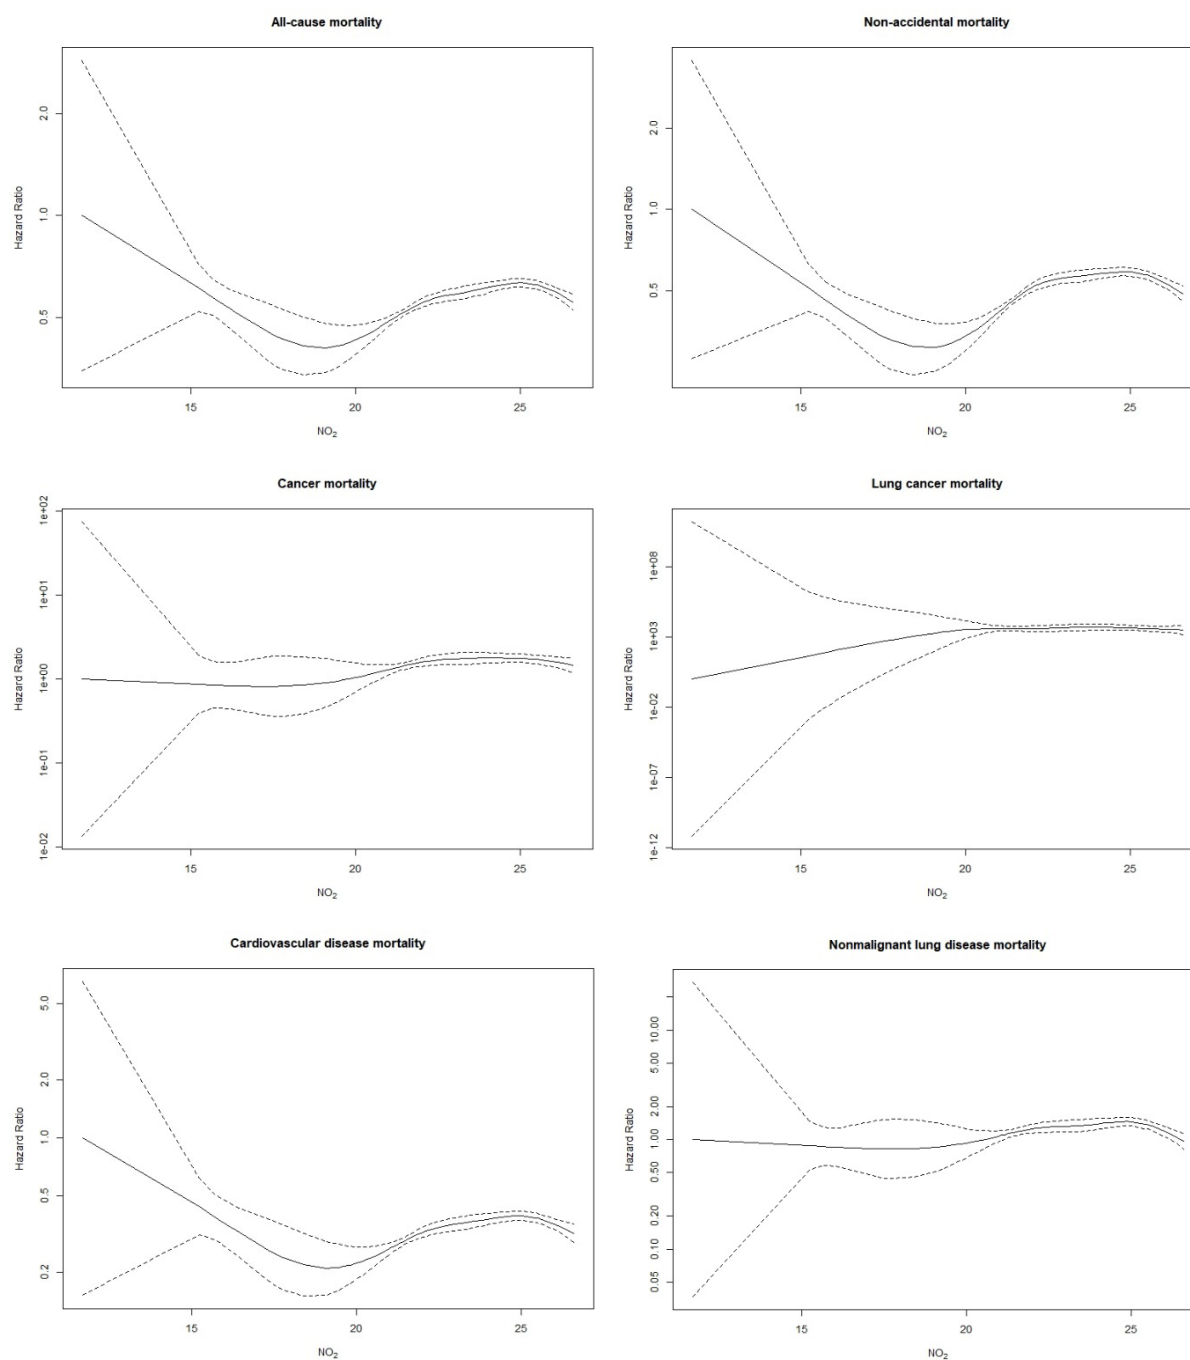 All-cause mortality
Hazard Ratio
2.0
1.0
0.5
15 20 25
NO₂
Non-accidental mortality
Hazard Ratio
2.0
1.0
0.5
15 20 25
NO₂
Cancer mortality
Hazard Ratio
1e+02
1e+01
1e+00
1e-01
1e-02
15 20 25
NO₂
Lung cancer mortality
Hazard Ratio
1e+08
1e+03
1e-02
1e-07
1e-12
15 20 25
NO₂
Cardiovascular disease mortality
Hazard Ratio
5.0
2.0
1.0
0.5
0.2
15 20 25
NO₂
Nonmalignant lung disease mortality
Hazard Ratio
10.00
5.00
2.00
1.00
0.50
0.20
0.10
0.05
15 20 25
NO₂